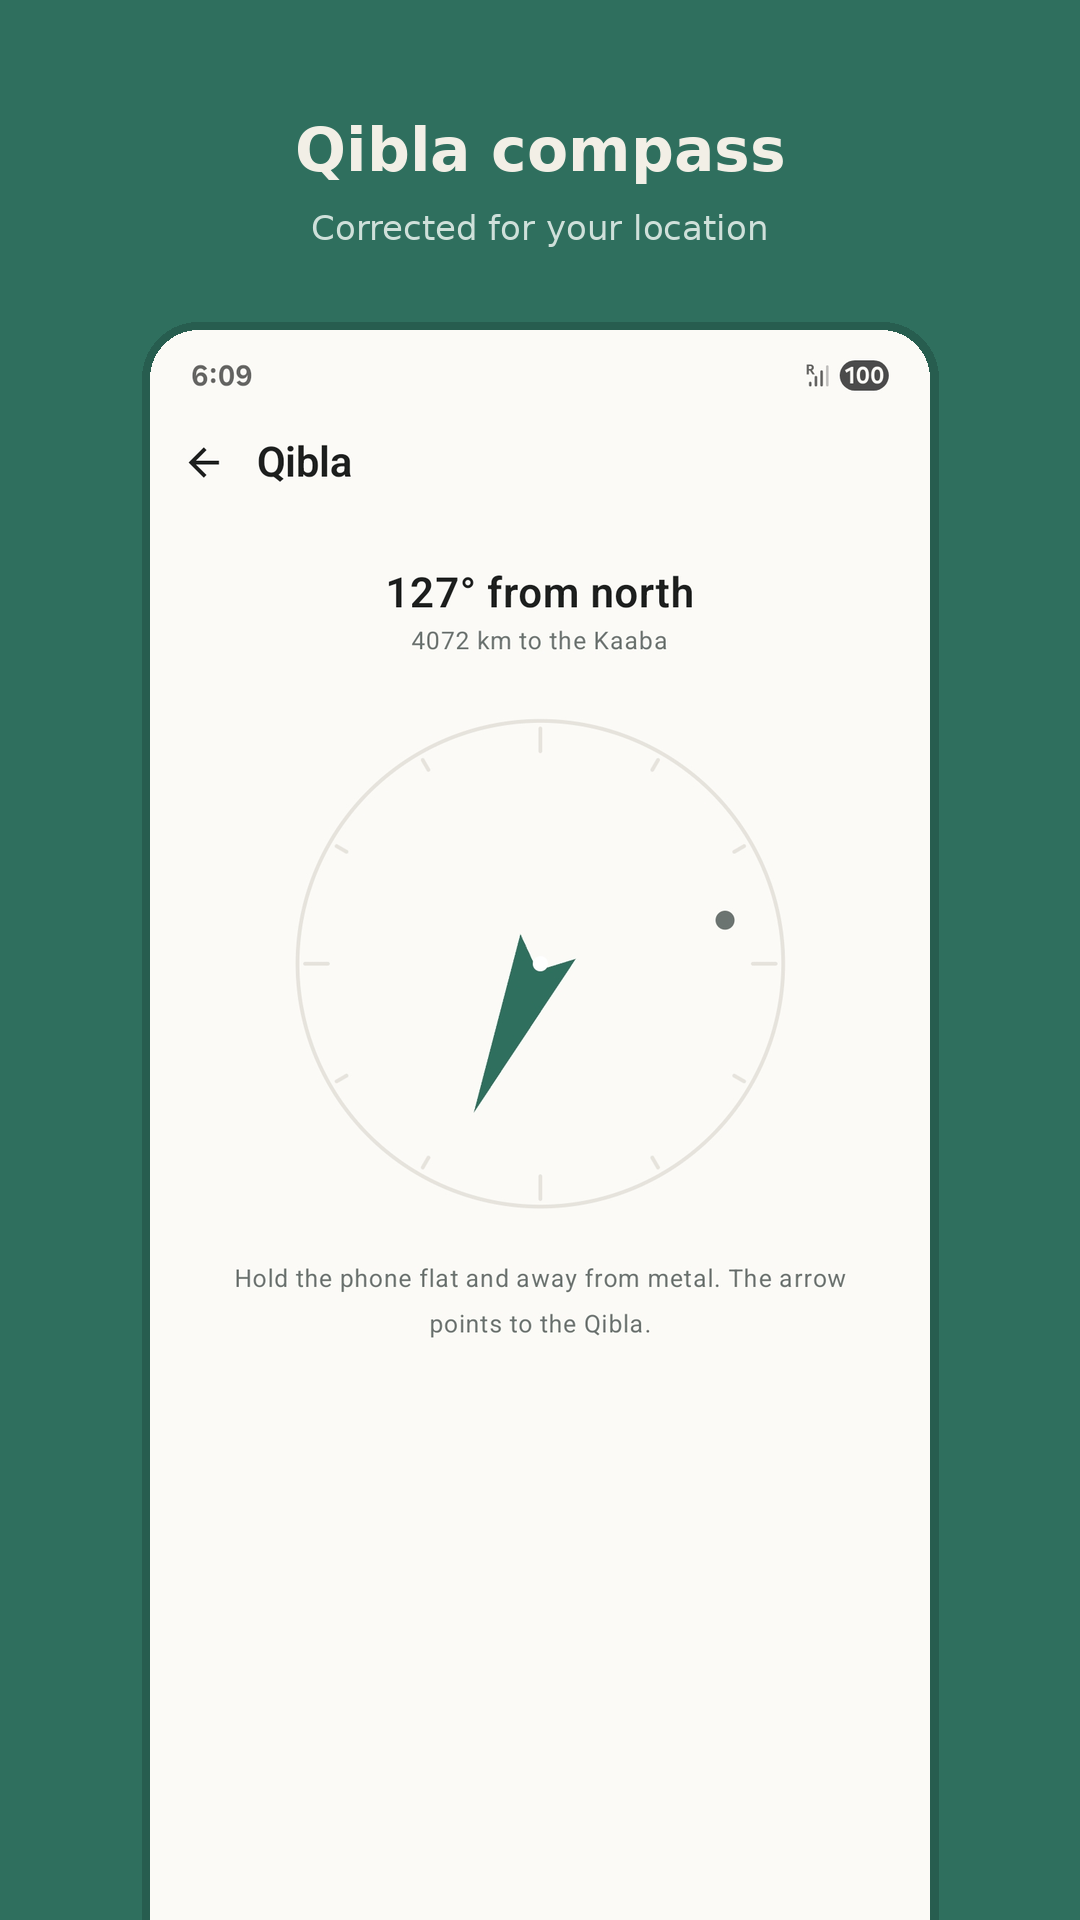 Qibla compass
Corrected for your location
6:09
R
100
Qibla
127° from north
4072 km to the Kaaba
Hold the phone flat and away from metal. The arrow
points to the Qibla.